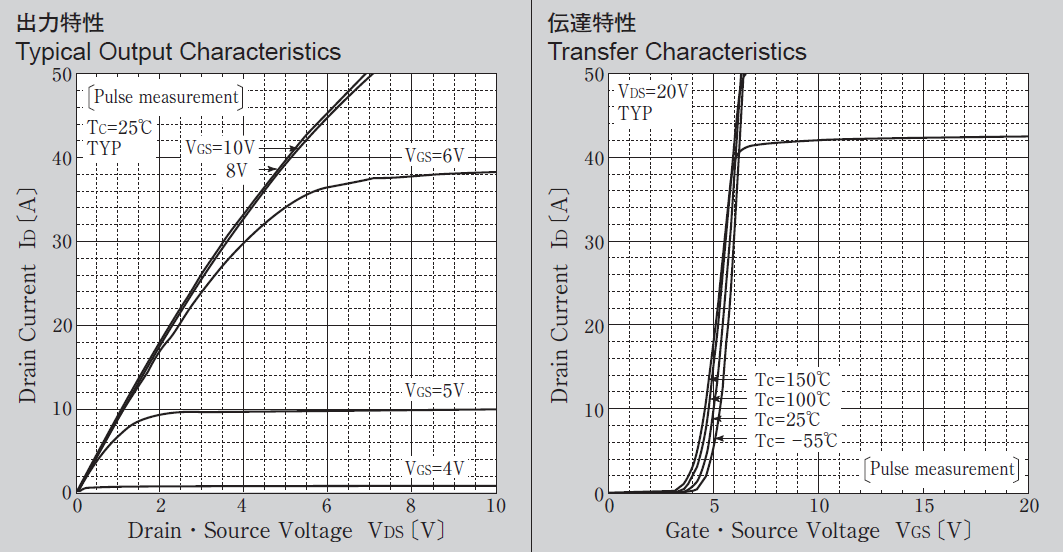 出力特性
Typical Output Characteristics
50
40
30
20
10
0
Drain Current ID〔A〕
〔Pulse measurement〕
Tc=25℃
TYP
VGS=10V
8V
VGS=6V
VGS=5V
VGS=4V
0 2 4 6 8 10
Drain・Source Voltage VDS〔V〕
伝達特性
Transfer Characteristics
50
40
30
20
10
0
Drain Current ID〔A〕
VDS=20V
TYP
Tc=150℃
Tc=100℃
Tc=25℃
Tc= -55℃
〔Pulse measurement〕
0 5 10 15 20
Gate・Source Voltage VGS〔V〕